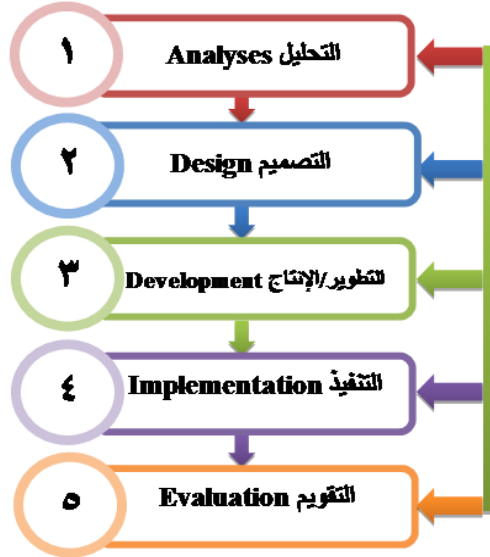 ١
التحليل Analyses
٢
التصميم Design
٣
التطوير/الإنتاج Development
٤
التنفيذ Implementation
٥
التقويم Evaluation